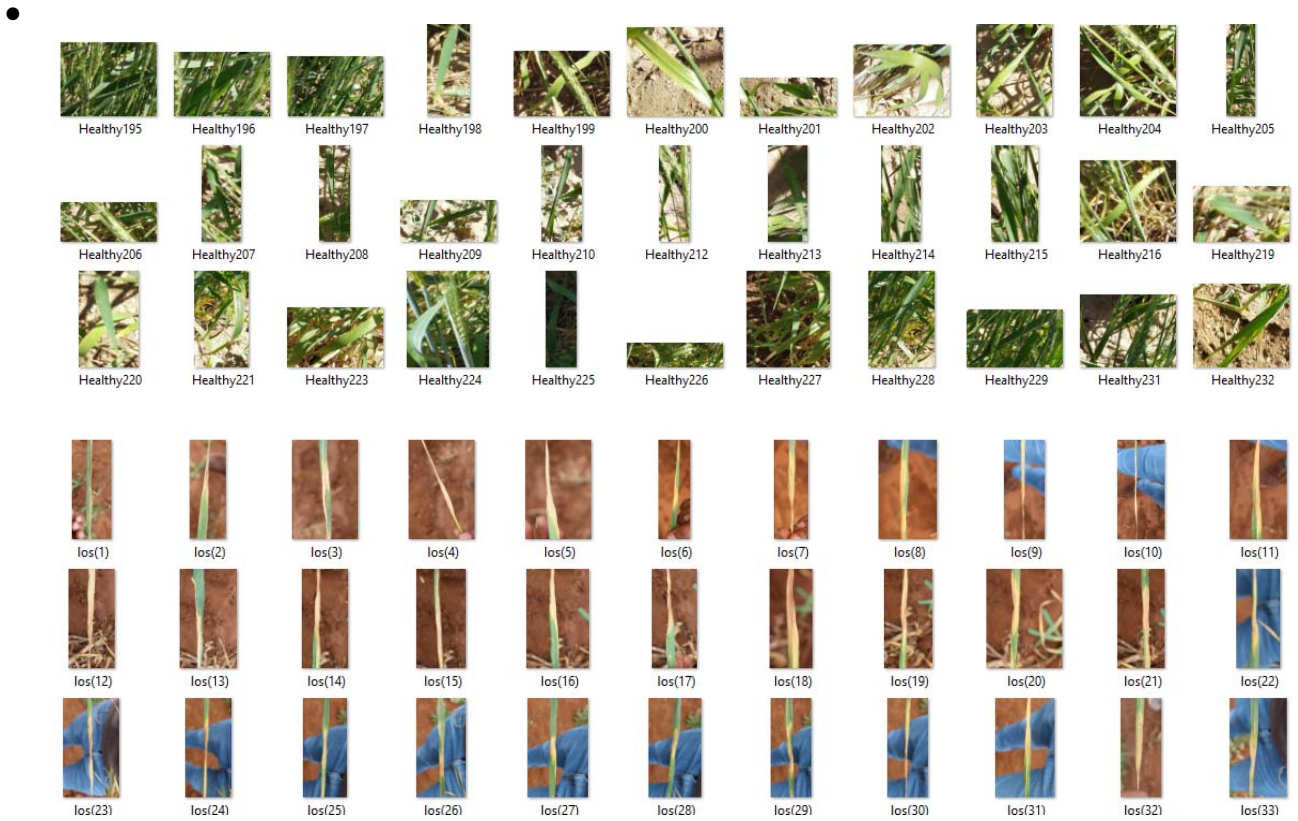 Healthy195 Healthy196 Healthy197 Healthy198 Healthy199 Healthy200 Healthy201 Healthy202 Healthy203 Healthy204 Healthy205
Healthy206 Healthy207 Healthy208 Healthy209 Healthy210 Healthy212 Healthy213 Healthy214 Healthy215 Healthy216 Healthy219
Healthy220 Healthy221 Healthy223 Healthy224 Healthy225 Healthy226 Healthy227 Healthy228 Healthy229 Healthy231 Healthy232
los(1) los(2) los(3) los(4) los(5) los(6) los(7) los(8) los(9) los(10) los(11)
los(12) los(13) los(14) los(15) los(16) los(17) los(18) los(19) los(20) los(21) los(22)
los(23) los(24) los(25) los(26) los(27) los(28) los(29) los(30) los(31) los(32) los(33)